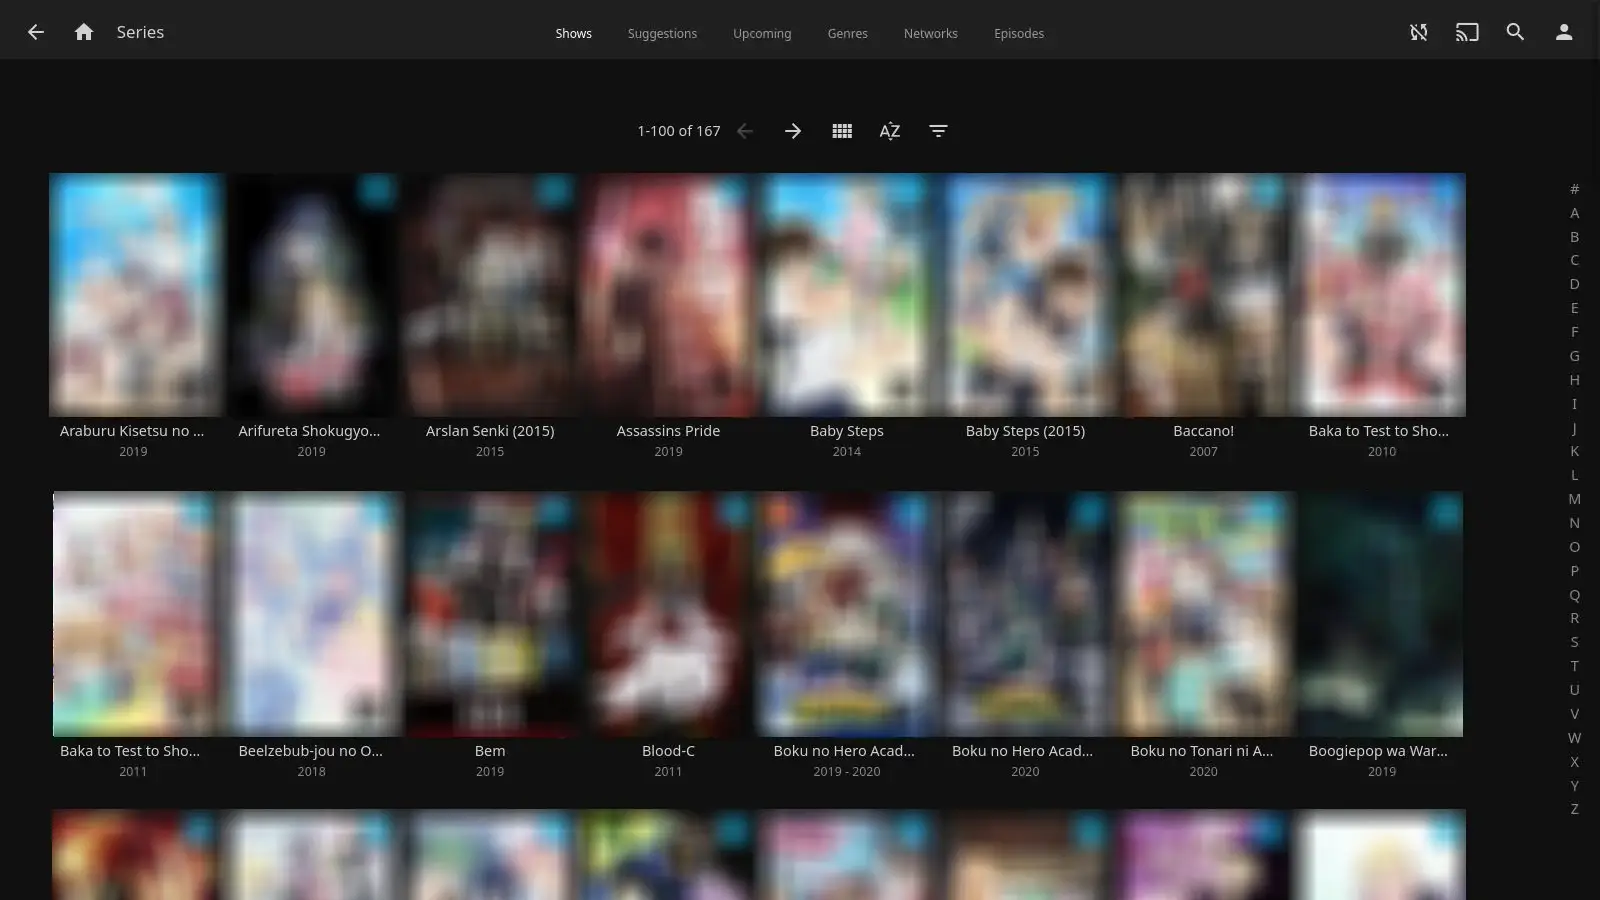 Series
Shows Suggestions Upcoming Genres Networks Episodes
1-100 of 167
AZ
Araburu Kisetsu no ... Arifureta Shokugyo... Arslan Senki (2015) Assassins Pride Baby Steps Baby Steps (2015) Baccano! Baka to Test to Sho...
2019 2019 2015 2019 2014 2015 2007 2010
Baka to Test to Sho... Beelzebub-jou no O... Bem Blood-C Boku no Hero Acad... Boku no Hero Acad... Boku no Tonari ni A... Boogiepop wa War...
2011 2018 2019 2011 2019 - 2020 2020 2020 2019
#
A
B
C
D
E
F
G
H
I
J
K
L
M
N
O
P
Q
R
S
T
U
V
W
X
Y
Z